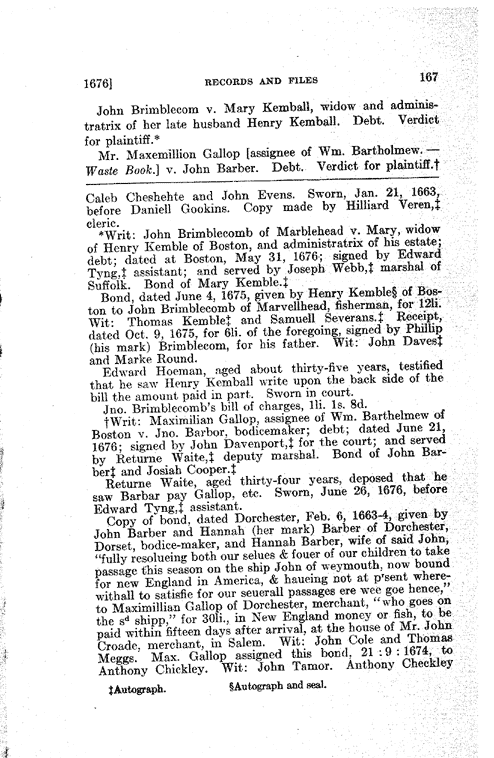 1676] RECORDS AND FILES 167
John Brimblecom v. Mary Kemball, widow and adminis-
tratrix of her late husband Henry Kemball. Debt. Verdict
for plaintiff.*
Mr. Maxemillion Gallop [assignee of Wm. Bartholmew. —
Waste Book.] v. John Barber. Debt. Verdict for plaintiff.†
Caleb Cheshehte and John Evens. Sworn, Jan. 21, 1663,
before Daniell Gookins. Copy made by Hilliard Veren,‡
cleric.
*Writ: John Brimblecomb of Marblehead v. Mary, widow
of Henry Kemble of Boston, and administratrix of his estate;
debt; dated at Boston, May 31, 1676; signed by Edward
Tyng,‡ assistant; and served by Joseph Webb,‡ marshal of
Suffolk. Bond of Mary Kemble.‡
Bond, dated June 4, 1675, given by Henry Kemble§ of Bos-
ton to John Brimblecomb of Marvellhead, fisherman, for 12li.
Wit: Thomas Kemble‡ and Samuell Severans.‡ Receipt,
dated Oct. 9, 1675, for 6li. of the foregoing, signed by Phillip
(his mark) Brimblecom, for his father. Wit: John Daves‡
and Marke Round.
Edward Hoeman, aged about thirty-five years, testified
that he saw Henry Kemball write upon the back side of the
bill the amount paid in part. Sworn in court.
Jno. Brimblecomb's bill of charges, 1li. 1s. 8d.
†Writ: Maximilian Gallop, assignee of Wm. Barthelmew of
Boston v. Jno. Barbor, bodicemaker; debt; dated June 21,
1676; signed by John Davenport,‡ for the court; and served
by Returne Waite,‡ deputy marshal. Bond of John Bar-
ber‡ and Josiah Cooper.‡
Returne Waite, aged thirty-four years, deposed that he
saw Barbar pay Gallop, etc. Sworn, June 26, 1676, before
Edward Tyng,‡ assistant.
Copy of bond, dated Dorchester, Feb. 6, 1663-4, given by
John Barber and Hannah (her mark) Barber of Dorchester,
Dorset, bodice-maker, and Hannah Barber, wife of said John,
"fully resolueing both our selues & fouer of our children to take
passage this season on the ship John of weymouth, now bound
for new England in America, & haueing not at p'sent where-
withall to satisfie for our seuerall passages ere wee goe hence,"
to Maximillian Gallop of Dorchester, merchant, "who goes on
the sᵈ shipp," for 30li., in New England money or fish, to be
paid within fifteen days after arrival, at the house of Mr. John
Croade, merchant, in Salem. Wit: John Cole and Thomas
Meggs. Max. Gallop assigned this bond, 21 : 9 : 1674, to
Anthony Chickley. Wit: John Tamor. Anthony Checkley
‡Autograph. §Autograph and seal.